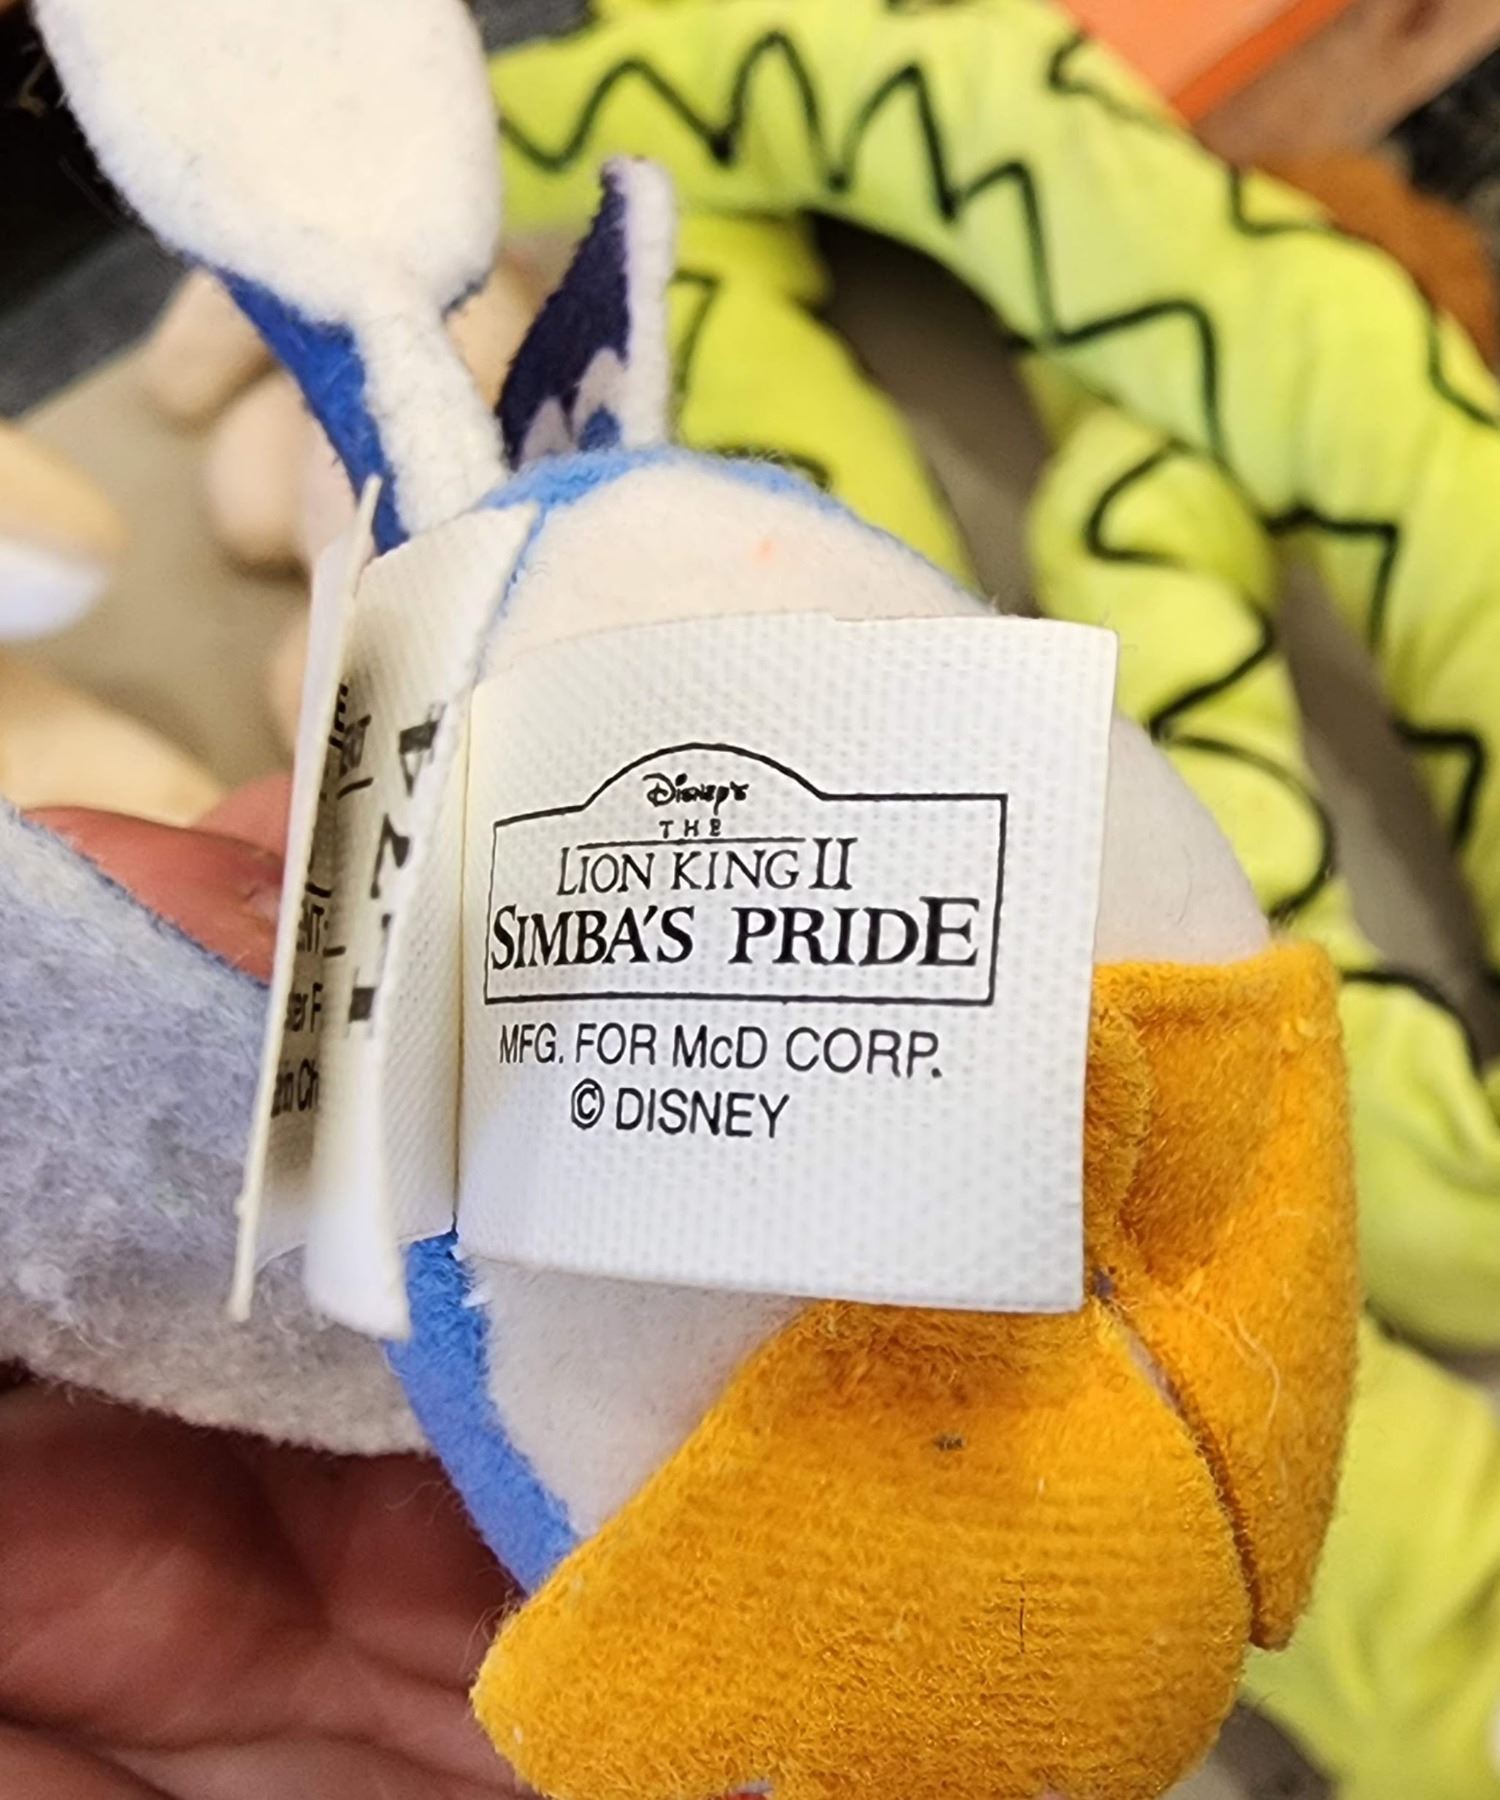 Disney's
THE
LION KING II
SIMBA'S PRIDE
MFG. FOR McD CORP.
© DISNEY